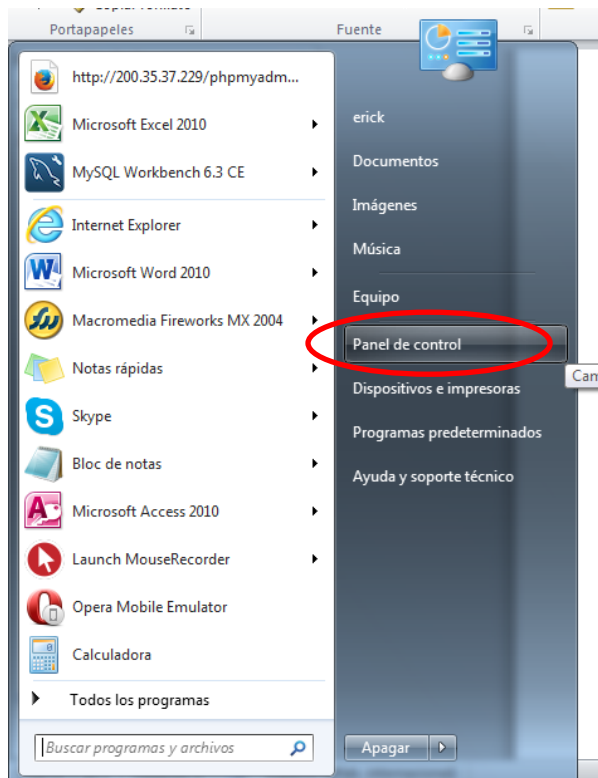 Portapapeles
Fuente
http://200.35.37.229/phpmyadm...
Microsoft Excel 2010
MySQL Workbench 6.3 CE
Internet Explorer
Microsoft Word 2010
Macromedia Fireworks MX 2004
Notas rápidas
Skype
Bloc de notas
Microsoft Access 2010
Launch MouseRecorder
Opera Mobile Emulator
Calculadora
Todos los programas
Buscar programas y archivos
erick
Documentos
Imágenes
Música
Equipo
Panel de control
Dispositivos e impresoras
Programas predeterminados
Ayuda y soporte técnico
Apagar